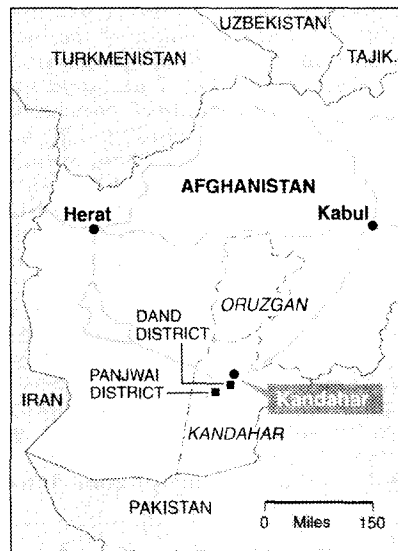 UZBEKISTAN
TURKMENISTAN
TAJIK.
AFGHANISTAN
Herat
Kabul
ORUZGAN
DAND
DISTRICT
PANJWAI
DISTRICT
Kandahar
IRAN
KANDAHAR
PAKISTAN
0 Miles 150